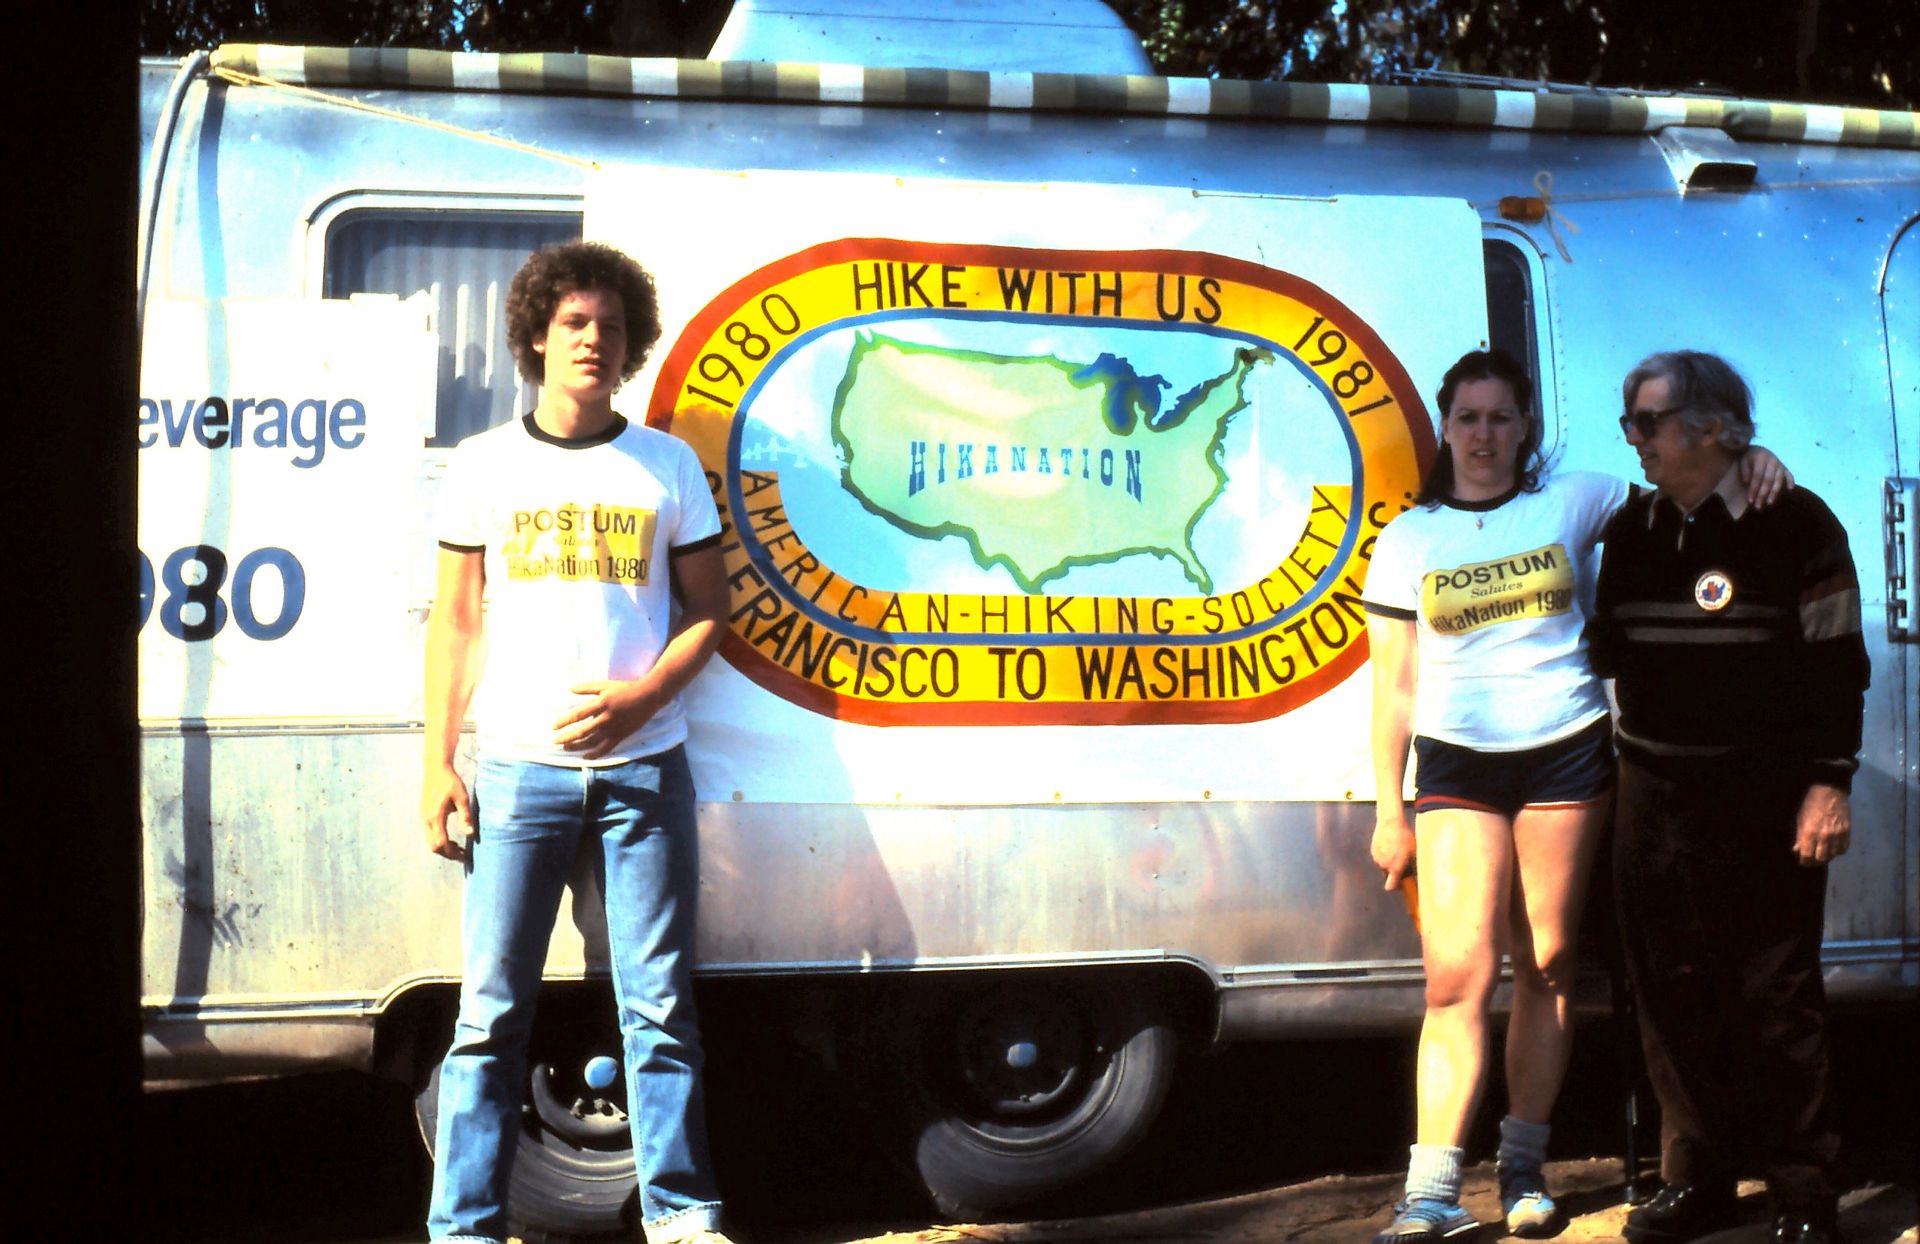 everage
980
1980 HIKE WITH US 1981
HIKANATION
AMERICAN-HIKING-SOCIETY
FRANCISCO TO WASHINGTON D.C.
POSTUM
Salutes
HikaNation 1980
POSTUM
Salutes
HikaNation 1980